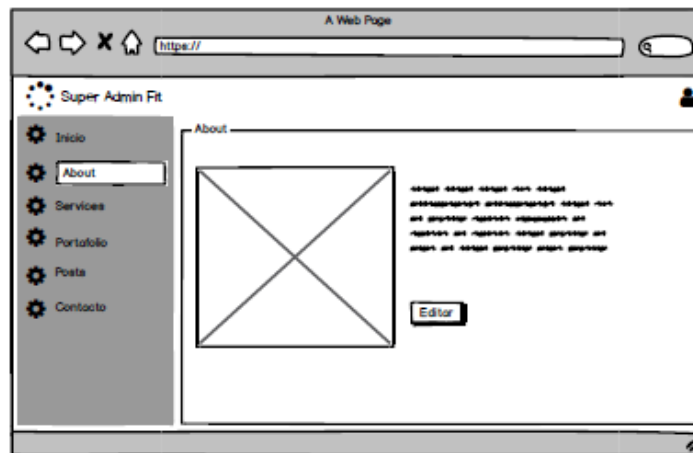 A Web Page
https://
Super Admin Fit
Inicio
About
Services
Portafolio
Posts
Contacto
About
Editar